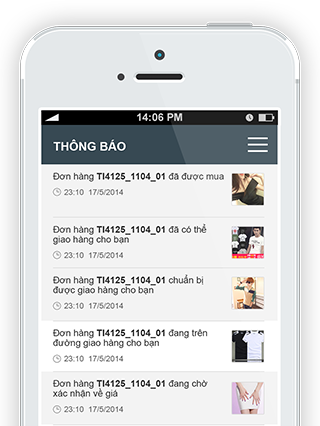 14:06 PM
THÔNG BÁO
Đơn hàng TI4125_1104_01 đã được mua
23:10 17/5/2014
Đơn hàng TI4125_1104_01 đã có thể
giao hàng cho bạn
23:10 17/5/2014
Đơn hàng TI4125_1104_01 chuẩn bị
được giao hàng cho bạn
23:10 17/5/2014
Đơn hàng TI4125_1104_01 đang trên
đường giao hàng cho bạn
23:10 17/5/2014
Đơn hàng TI4125_1104_01 đang chờ
xác nhận về giá
23:10 17/5/2014